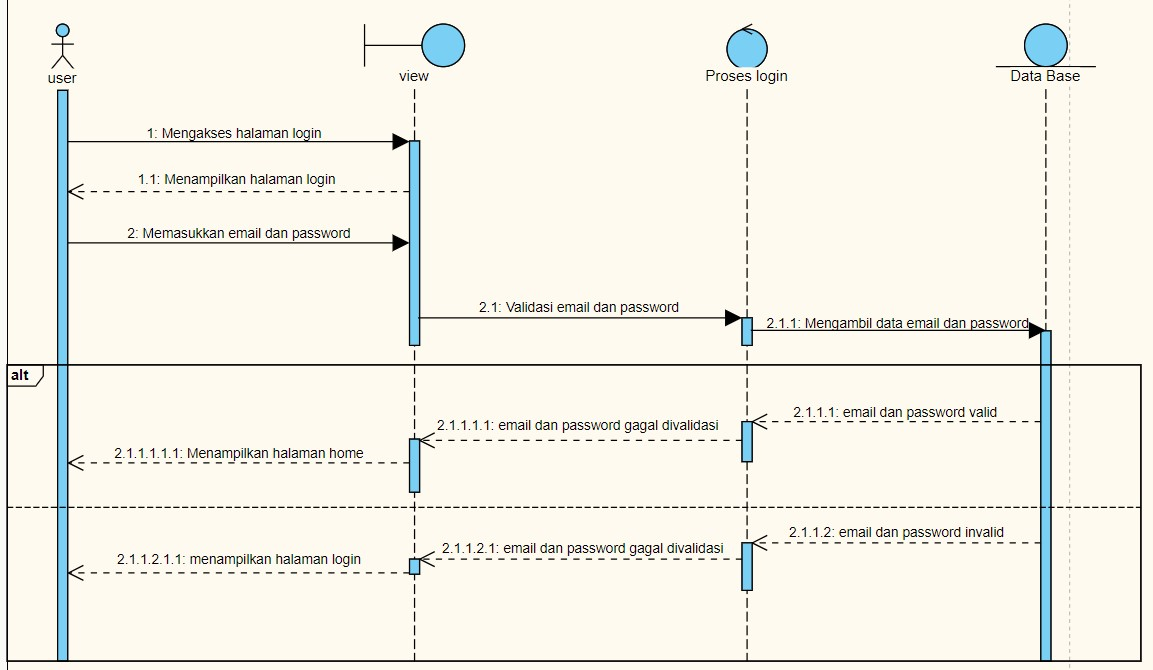 user
view
Proses login
Data Base
1: Mengakses halaman login
1.1: Menampilkan halaman login
2: Memasukkan email dan password
2.1: Validasi email dan password
2.1.1: Mengambil data email dan password
alt
2.1.1.1: email dan password valid
2.1.1.1.1: email dan password gagal divalidasi
2.1.1.1.1.1: Menampilkan halaman home
2.1.1.2: email dan password invalid
2.1.1.2.1: email dan password gagal divalidasi
2.1.1.2.1.1: menampilkan halaman login